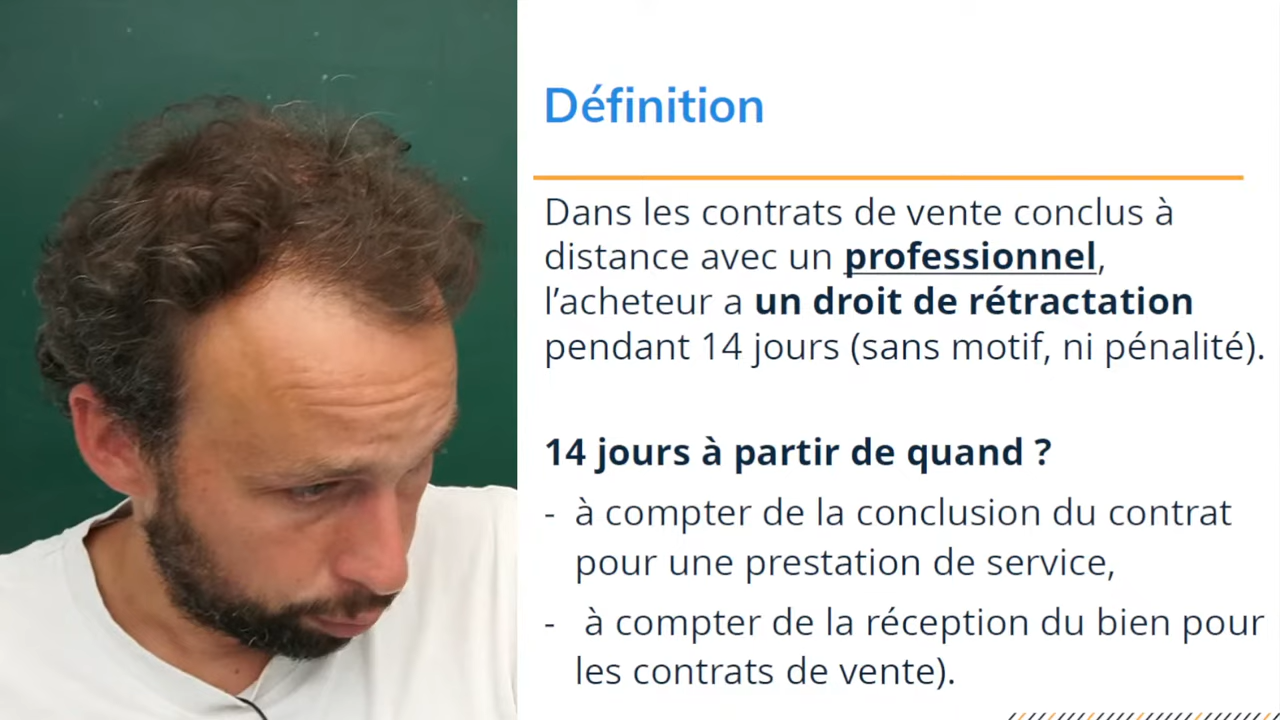 Définition
Dans les contrats de vente conclus à
distance avec un professionnel,
l’acheteur a un droit de rétractation
pendant 14 jours (sans motif, ni pénalité).
14 jours à partir de quand ?
- à compter de la conclusion du contrat
pour une prestation de service,
- à compter de la réception du bien pour
les contrats de vente).